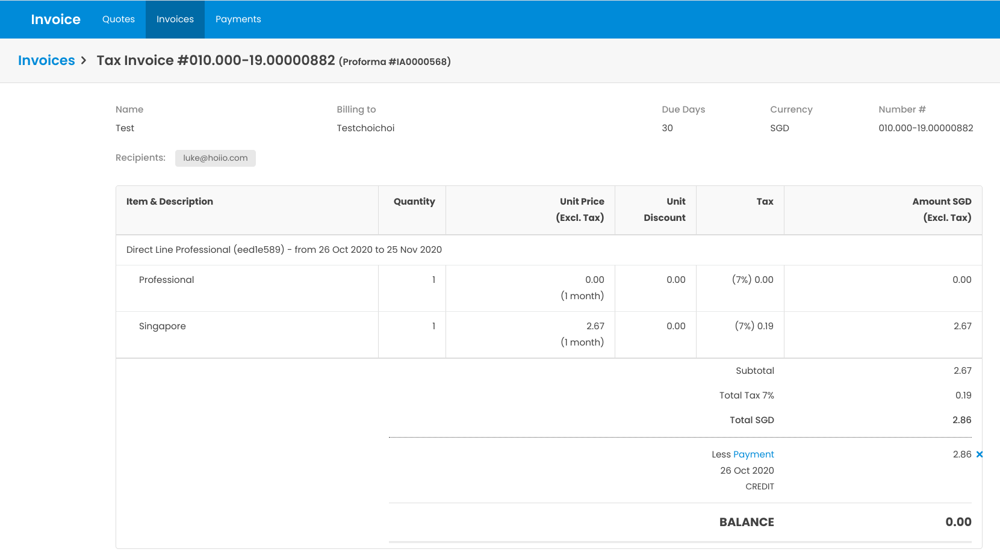 Invoice Quotes Invoices Payments
Invoices > Tax Invoice #010.000-19.00000882 (Proforma #IA0000568)
Name Billing to Due Days Currency Number #
Test Testchoichoi 30 SGD 010.000-19.00000882
Recipients: luke@hoiio.com
Item & Description Quantity Unit Price Unit Tax Amount SGD
(Excl. Tax) Discount (Excl. Tax)
Direct Line Professional (eed1e589) - from 26 Oct 2020 to 25 Nov 2020
Professional 1 0.00 0.00 (7%) 0.00 0.00
(1 month)
Singapore 1 2.67 0.00 (7%) 0.19 2.67
(1 month)
Subtotal 2.67
Total Tax 7% 0.19
Total SGD 2.86
Less Payment 2.86 ×
26 Oct 2020
CREDIT
BALANCE 0.00